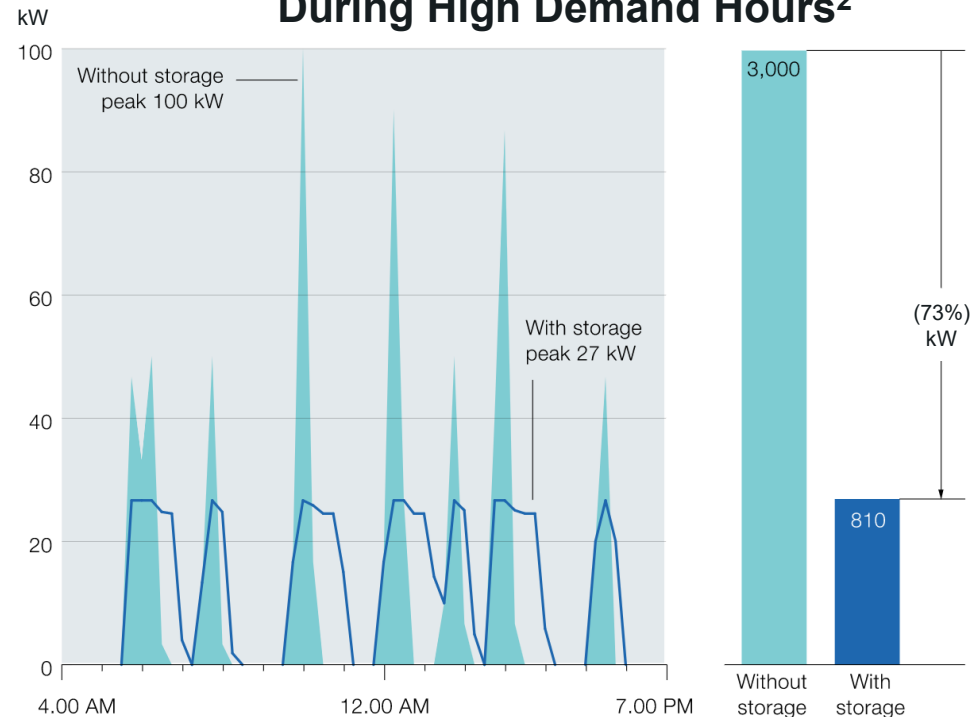 During High Demand Hours²
kW
100
80
60
40
20
0
Without storage
peak 100 kW
With storage
peak 27 kW
4.00 AM
12.00 AM
7.00 PM
3,000
810
(73%)
kW
Without
storage
With
storage